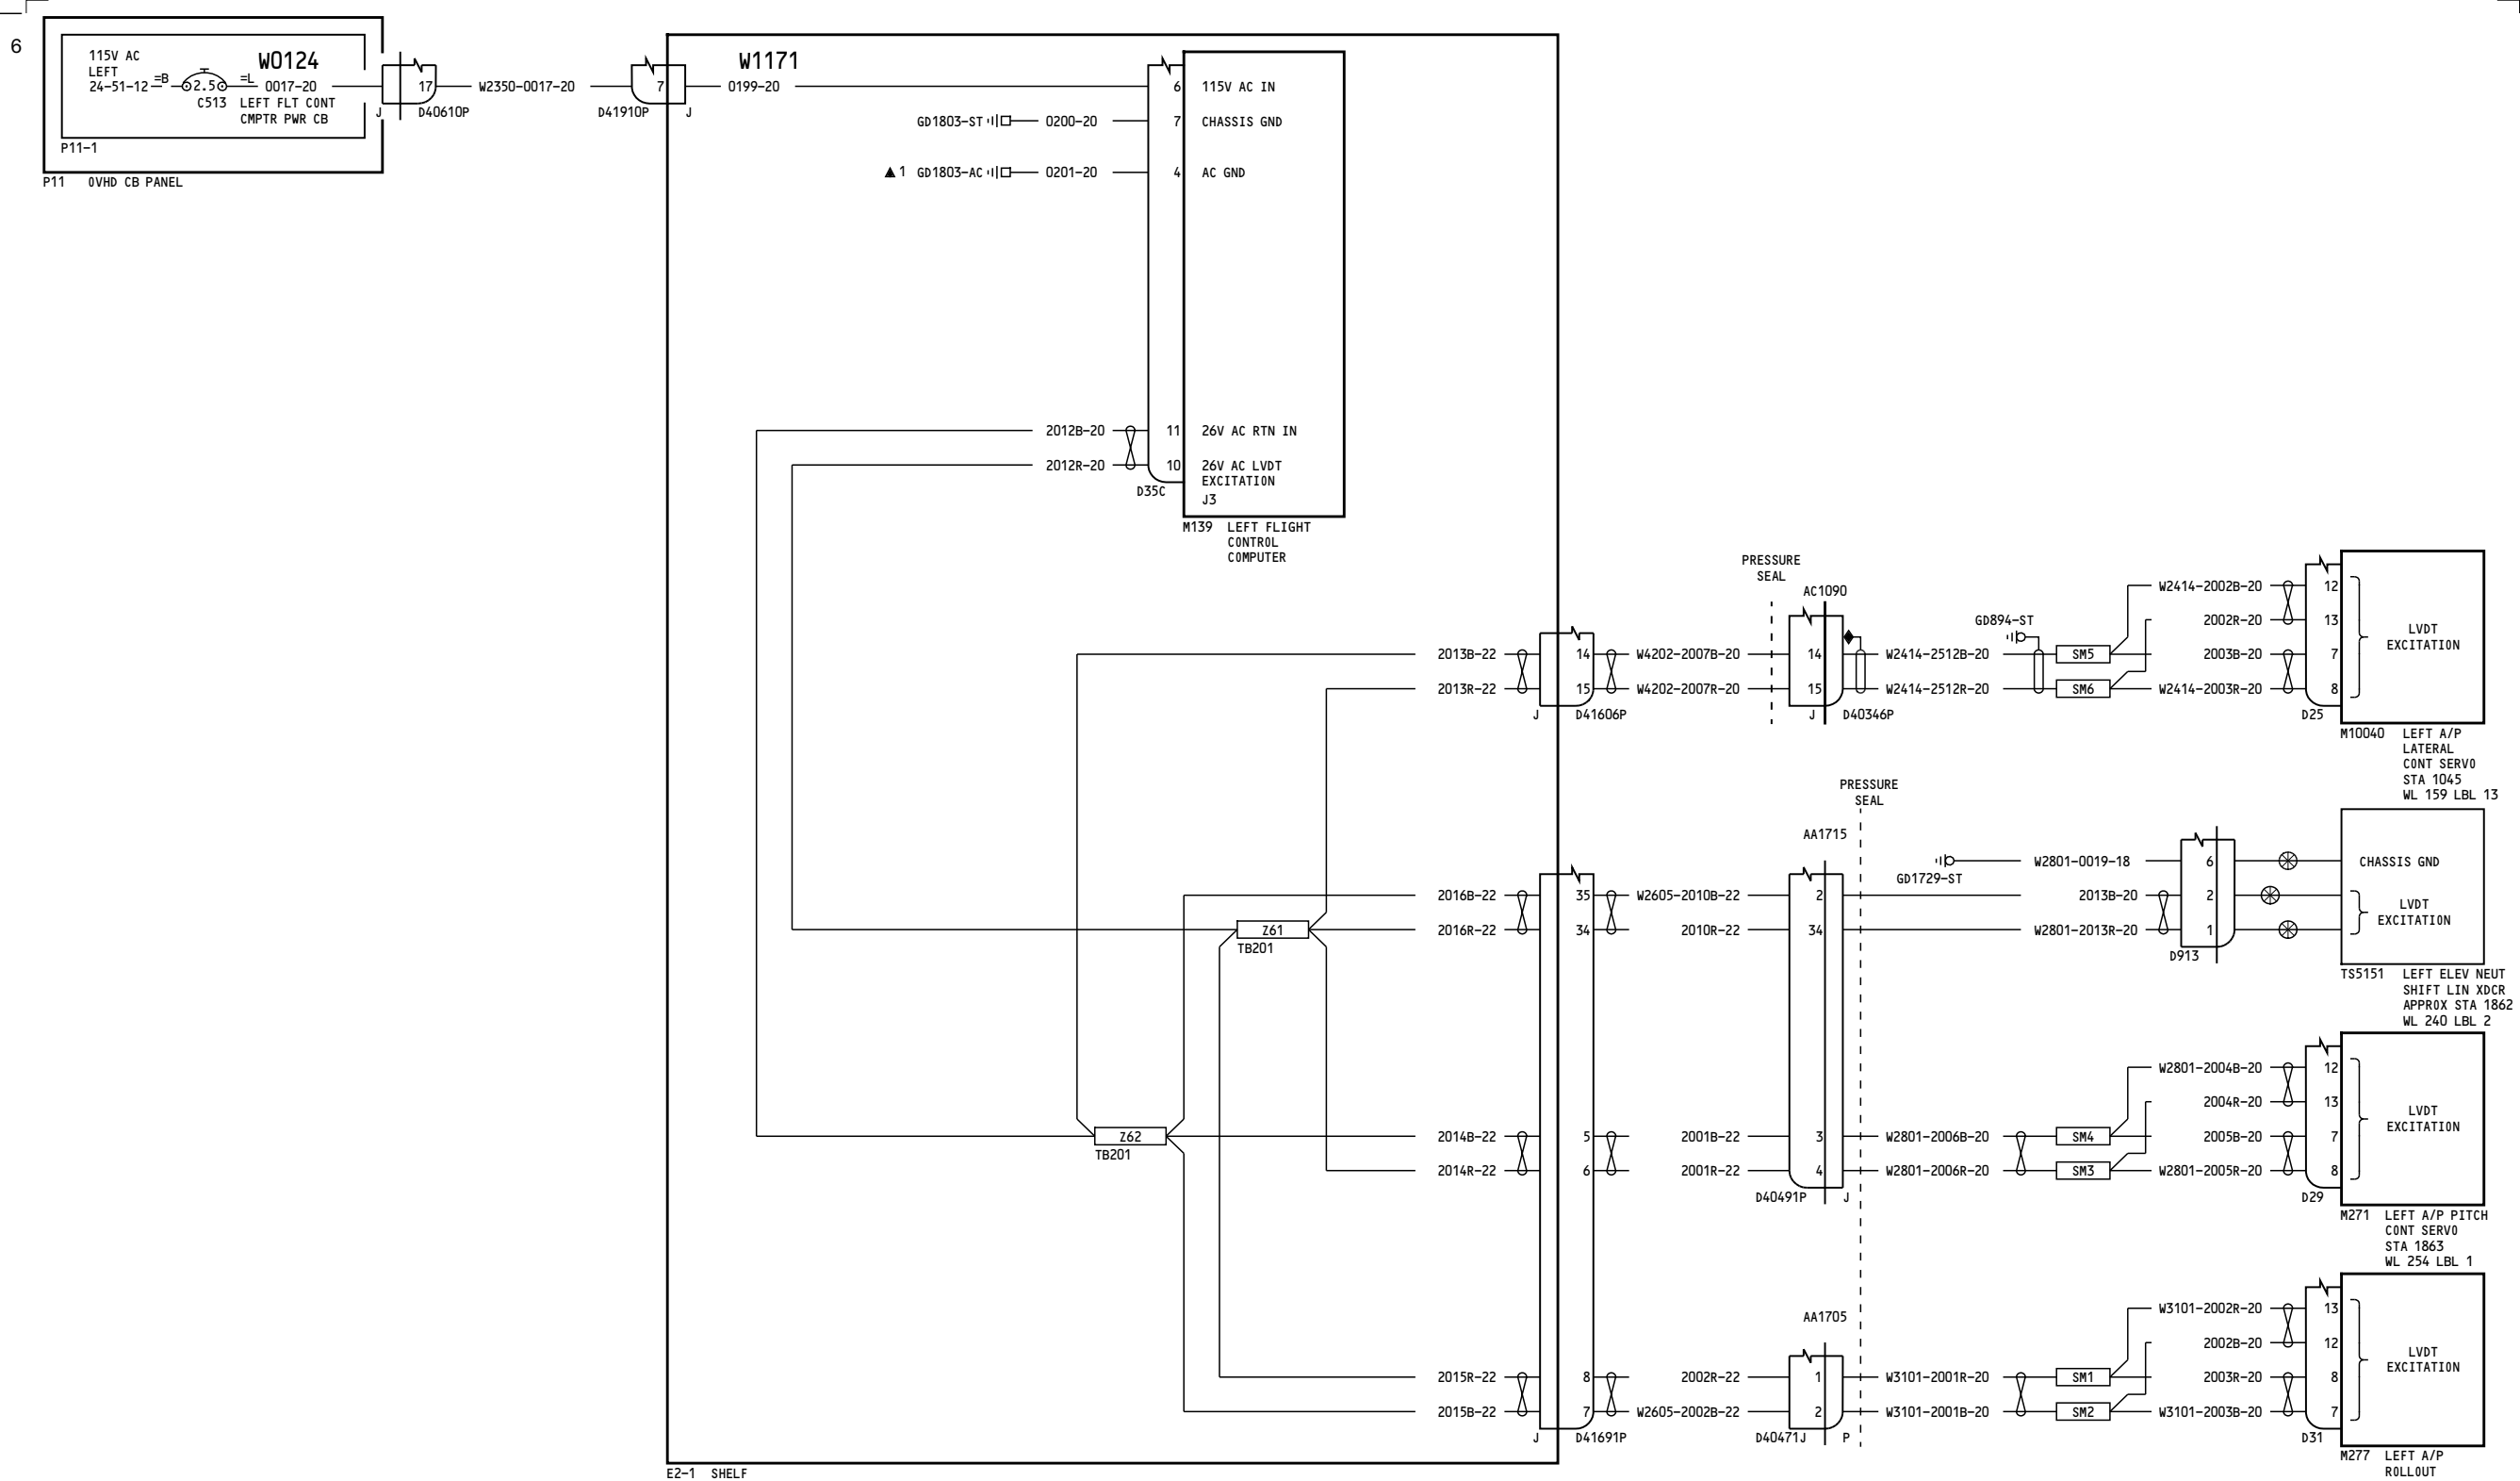 6
115V AC
LEFT
24-51-12 =B 2.5 =L 0017-20
W0124
C513 LEFT FLT CONT
CMPTR PWR CB
P11-1
P11 OVHD CB PANEL
17
J D40610P
W2350-0017-20
7
D41910P J
W1171
0199-20
6 115V AC IN
GD1803-ST 0200-20 7 CHASSIS GND
▲ 1 GD1803-AC 0201-20 4 AC GND
2012B-20 11 26V AC RTN IN
2012R-20 10 26V AC LVDT
EXCITATION
D35C J3
M139 LEFT FLIGHT
CONTROL
COMPUTER
PRESSURE
SEAL
AC1090
GD894-ST
W2414-2002B-20 12
2002R-20 13
2013B-22 14 W4202-2007B-20 14 W2414-2512B-20 SM5 2003B-20 7
2013R-22 15 W4202-2007R-20 15 W2414-2512R-20 SM6 W2414-2003R-20 8
LVDT
EXCITATION
J D41606P J D40346P D25
M10040 LEFT A/P
LATERAL
CONT SERVO
STA 1045
WL 159 LBL 13
PRESSURE
SEAL
AA1715
GD1729-ST
W2801-0019-18 6 CHASSIS GND
2016B-22 35 W2605-2010B-22 2 2013B-20 2
2016R-22 34 2010R-22 34 W2801-2013R-20 1
LVDT
EXCITATION
Z61
TB201
D913
TS5151 LEFT ELEV NEUT
SHIFT LIN XDCR
APPROX STA 1862
WL 240 LBL 2
W2801-2004B-20 12
2004R-20 13
Z62
TB201
2014B-22 5 2001B-22 3 W2801-2006B-20 SM4 2005B-20 7
2014R-22 6 2001R-22 4 W2801-2006R-20 SM3 W2801-2005R-20 8
LVDT
EXCITATION
D40491P J D29
M271 LEFT A/P PITCH
CONT SERVO
STA 1863
WL 254 LBL 1
AA1705
W3101-2002R-20 13
2002B-20 12
2015R-22 8 2002R-22 1 W3101-2001R-20 SM1 2003R-20 8
2015B-22 7 W2605-2002B-22 2 W3101-2001B-20 SM2 W3101-2003B-20 7
LVDT
EXCITATION
J D41691P D40471J P D31
M277 LEFT A/P
ROLLOUT
E2-1 SHELF